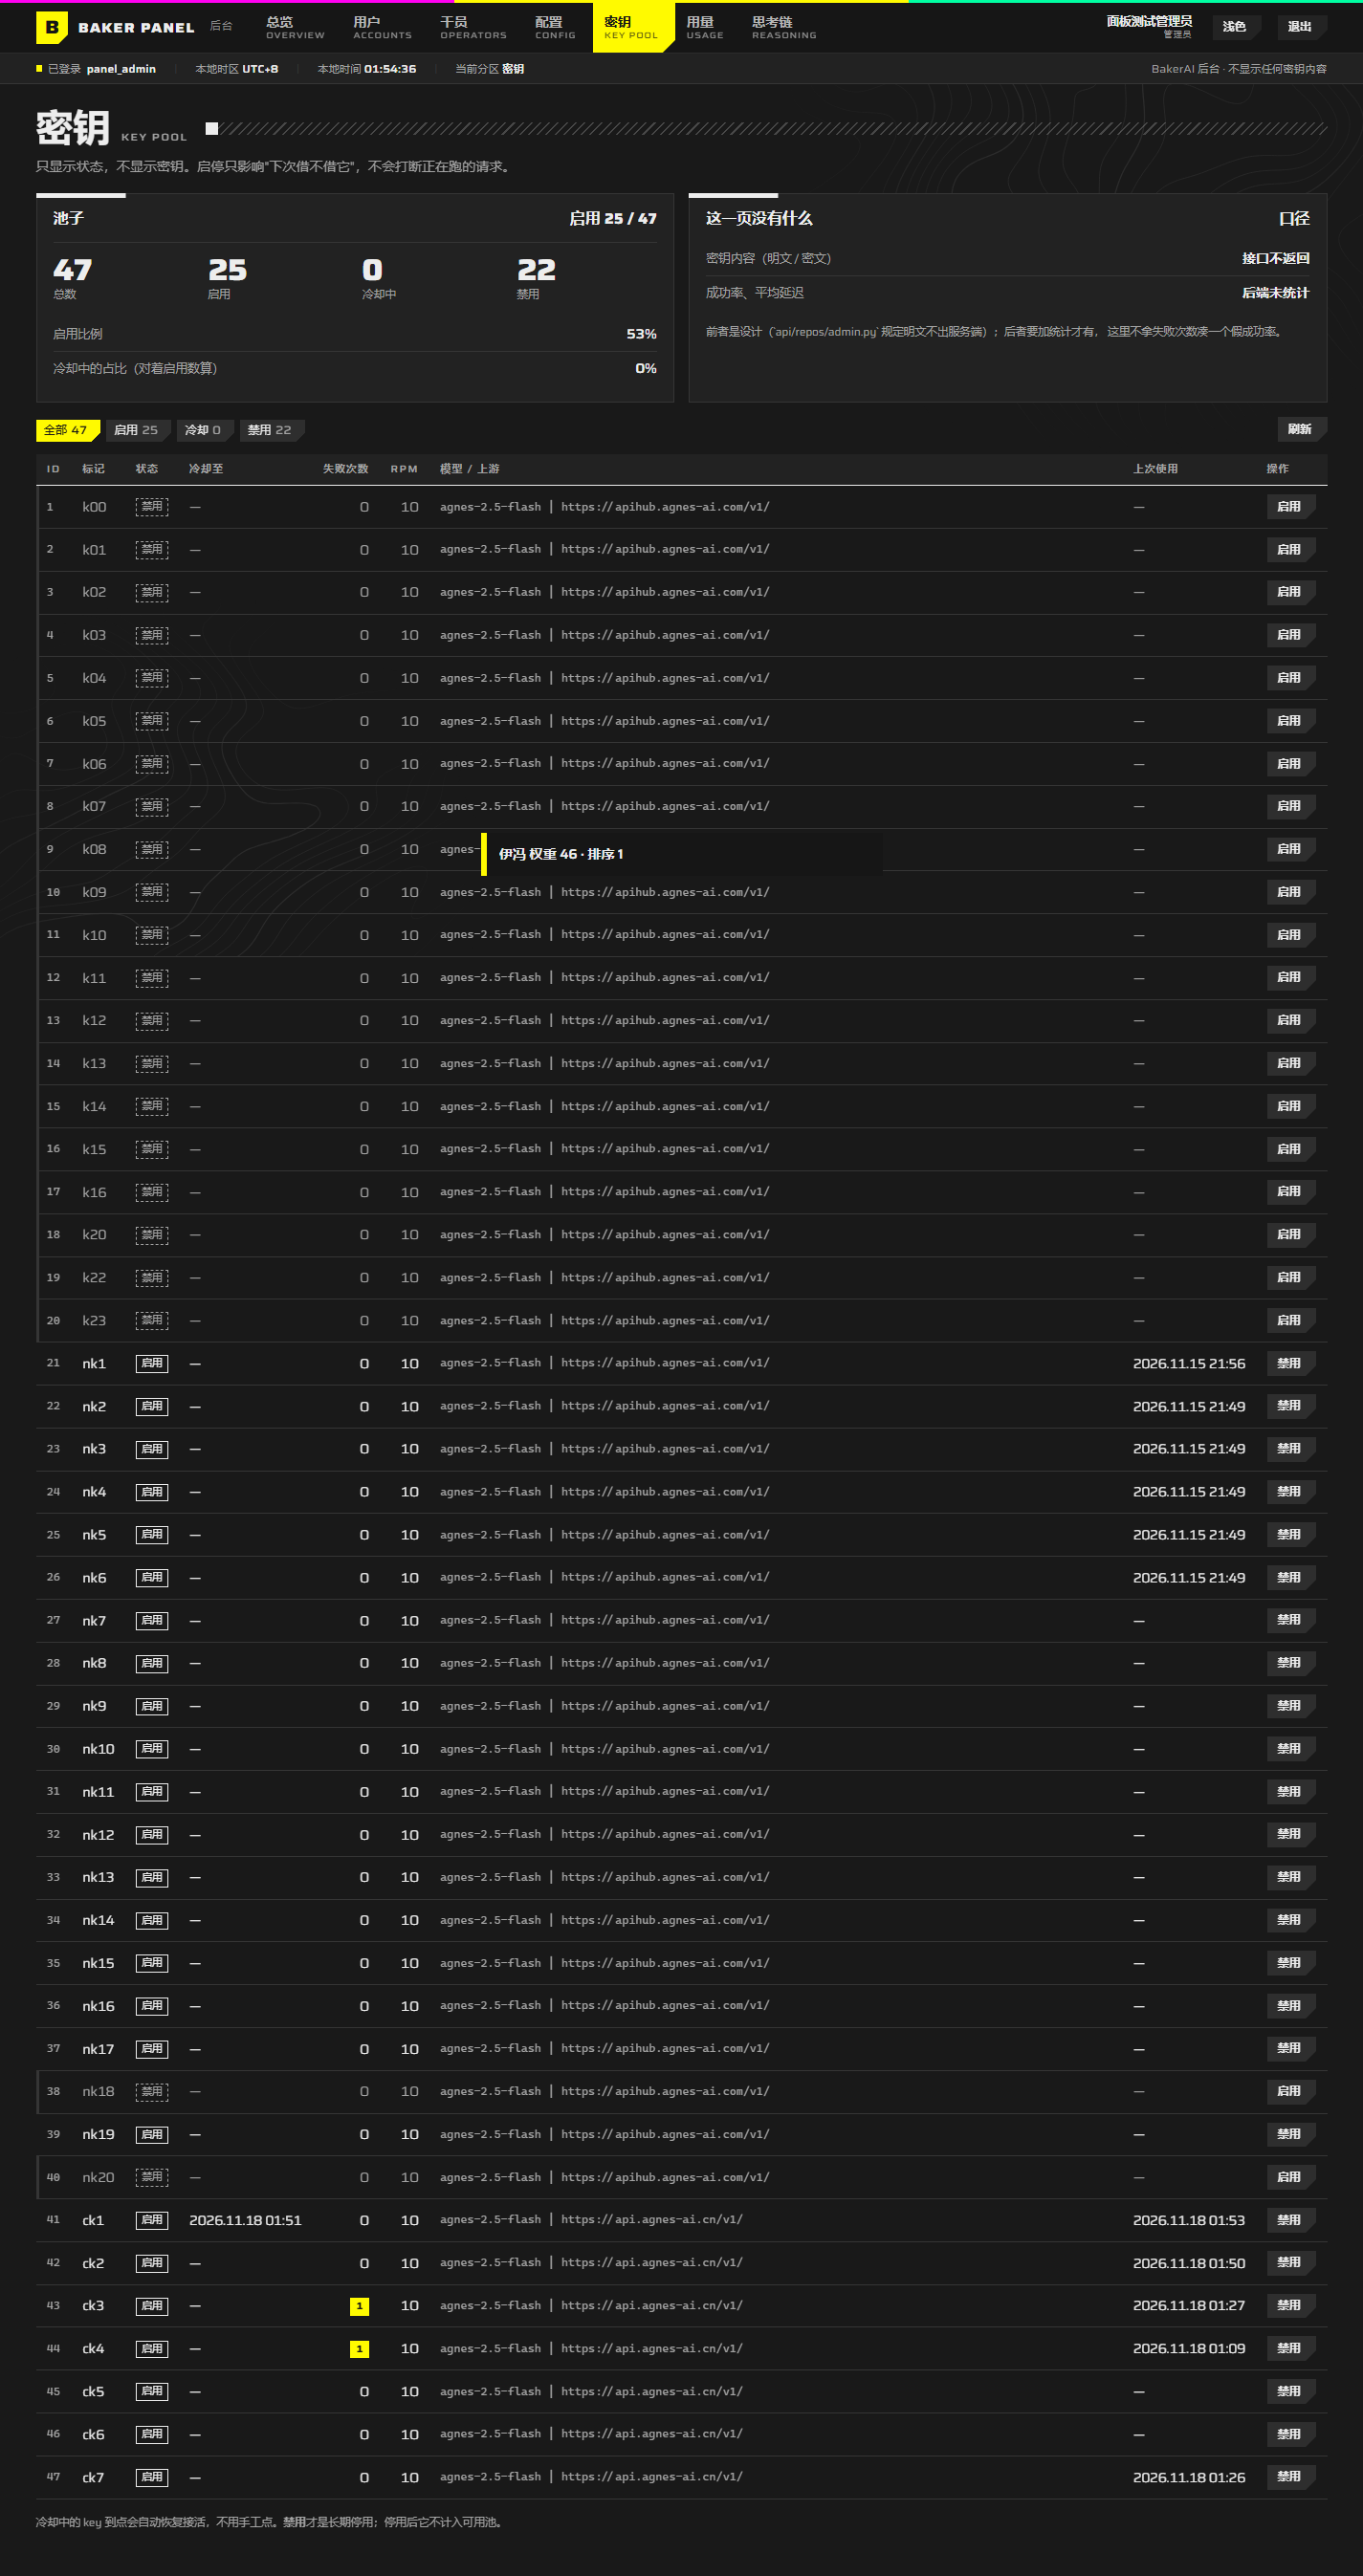 B BAKER PANEL 后台 总览 用户 干员 配置 密钥 用量 思考链 面板测试管理员 浅色 退出
OVERVIEW ACCOUNTS OPERATORS CONFIG KEY POOL USAGE REASONING 管理员
已登录 panel_admin 本地时区 UTC+8 本地时间 01:54:36 当前分区 密钥 BakerAI 后台 · 不显示任何密钥内容
密钥 KEY POOL
只显示状态，不显示密钥。启停只影响"下次借不借它"，不会打断正在跑的请求。
池子 启用 25 / 47
47 25 0 22
总数 启用 冷却中 禁用
启用比例 53%
冷却中的占比（对着启用数算） 0%
这一页没有什么 口径
密钥内容（明文 / 密文） 接口不返回
成功率、平均延迟 后端未统计
前者是设计（`api/repos/admin.py` 规定明文不出服务端）；后者要加统计才有， 这里不拿失败次数凑一个假成功率。
全部 47 启用 25 冷却 0 禁用 22 刷新
ID 标记 状态 冷却至 失败次数 RPM 模型 / 上游 上次使用 操作
1 k00 禁用 — 0 10 agnes-2.5-flash | https://apihub.agnes-ai.com/v1/ — 启用
2 k01 禁用 — 0 10 agnes-2.5-flash | https://apihub.agnes-ai.com/v1/ — 启用
3 k02 禁用 — 0 10 agnes-2.5-flash | https://apihub.agnes-ai.com/v1/ — 启用
4 k03 禁用 — 0 10 agnes-2.5-flash | https://apihub.agnes-ai.com/v1/ — 启用
5 k04 禁用 — 0 10 agnes-2.5-flash | https://apihub.agnes-ai.com/v1/ — 启用
6 k05 禁用 — 0 10 agnes-2.5-flash | https://apihub.agnes-ai.com/v1/ — 启用
7 k06 禁用 — 0 10 agnes-2.5-flash | https://apihub.agnes-ai.com/v1/ — 启用
8 k07 禁用 — 0 10 agnes-2.5-flash | https://apihub.agnes-ai.com/v1/ — 启用
9 k08 禁用 — 0 10 agnes- — 启用
伊冯 权重 46 · 排序 1
10 k09 禁用 — 0 10 agnes-2.5-flash | https://apihub.agnes-ai.com/v1/ — 启用
11 k10 禁用 — 0 10 agnes-2.5-flash | https://apihub.agnes-ai.com/v1/ — 启用
12 k11 禁用 — 0 10 agnes-2.5-flash | https://apihub.agnes-ai.com/v1/ — 启用
13 k12 禁用 — 0 10 agnes-2.5-flash | https://apihub.agnes-ai.com/v1/ — 启用
14 k13 禁用 — 0 10 agnes-2.5-flash | https://apihub.agnes-ai.com/v1/ — 启用
15 k14 禁用 — 0 10 agnes-2.5-flash | https://apihub.agnes-ai.com/v1/ — 启用
16 k15 禁用 — 0 10 agnes-2.5-flash | https://apihub.agnes-ai.com/v1/ — 启用
17 k16 禁用 — 0 10 agnes-2.5-flash | https://apihub.agnes-ai.com/v1/ — 启用
18 k20 禁用 — 0 10 agnes-2.5-flash | https://apihub.agnes-ai.com/v1/ — 启用
19 k22 禁用 — 0 10 agnes-2.5-flash | https://apihub.agnes-ai.com/v1/ — 启用
20 k23 禁用 — 0 10 agnes-2.5-flash | https://apihub.agnes-ai.com/v1/ — 启用
21 nk1 启用 — 0 10 agnes-2.5-flash | https://apihub.agnes-ai.com/v1/ 2026.11.15 21:56 禁用
22 nk2 启用 — 0 10 agnes-2.5-flash | https://apihub.agnes-ai.com/v1/ 2026.11.15 21:49 禁用
23 nk3 启用 — 0 10 agnes-2.5-flash | https://apihub.agnes-ai.com/v1/ 2026.11.15 21:49 禁用
24 nk4 启用 — 0 10 agnes-2.5-flash | https://apihub.agnes-ai.com/v1/ 2026.11.15 21:49 禁用
25 nk5 启用 — 0 10 agnes-2.5-flash | https://apihub.agnes-ai.com/v1/ 2026.11.15 21:49 禁用
26 nk6 启用 — 0 10 agnes-2.5-flash | https://apihub.agnes-ai.com/v1/ 2026.11.15 21:49 禁用
27 nk7 启用 — 0 10 agnes-2.5-flash | https://apihub.agnes-ai.com/v1/ — 禁用
28 nk8 启用 — 0 10 agnes-2.5-flash | https://apihub.agnes-ai.com/v1/ — 禁用
29 nk9 启用 — 0 10 agnes-2.5-flash | https://apihub.agnes-ai.com/v1/ — 禁用
30 nk10 启用 — 0 10 agnes-2.5-flash | https://apihub.agnes-ai.com/v1/ — 禁用
31 nk11 启用 — 0 10 agnes-2.5-flash | https://apihub.agnes-ai.com/v1/ — 禁用
32 nk12 启用 — 0 10 agnes-2.5-flash | https://apihub.agnes-ai.com/v1/ — 禁用
33 nk13 启用 — 0 10 agnes-2.5-flash | https://apihub.agnes-ai.com/v1/ — 禁用
34 nk14 启用 — 0 10 agnes-2.5-flash | https://apihub.agnes-ai.com/v1/ — 禁用
35 nk15 启用 — 0 10 agnes-2.5-flash | https://apihub.agnes-ai.com/v1/ — 禁用
36 nk16 启用 — 0 10 agnes-2.5-flash | https://apihub.agnes-ai.com/v1/ — 禁用
37 nk17 启用 — 0 10 agnes-2.5-flash | https://apihub.agnes-ai.com/v1/ — 禁用
38 nk18 禁用 — 0 10 agnes-2.5-flash | https://apihub.agnes-ai.com/v1/ — 启用
39 nk19 启用 — 0 10 agnes-2.5-flash | https://apihub.agnes-ai.com/v1/ — 禁用
40 nk20 禁用 — 0 10 agnes-2.5-flash | https://apihub.agnes-ai.com/v1/ — 启用
41 ck1 启用 2026.11.18 01:51 0 10 agnes-2.5-flash | https://api.agnes-ai.cn/v1/ 2026.11.18 01:53 禁用
42 ck2 启用 — 0 10 agnes-2.5-flash | https://api.agnes-ai.cn/v1/ 2026.11.18 01:50 禁用
43 ck3 启用 — 1 10 agnes-2.5-flash | https://api.agnes-ai.cn/v1/ 2026.11.18 01:27 禁用
44 ck4 启用 — 1 10 agnes-2.5-flash | https://api.agnes-ai.cn/v1/ 2026.11.18 01:09 禁用
45 ck5 启用 — 0 10 agnes-2.5-flash | https://api.agnes-ai.cn/v1/ — 禁用
46 ck6 启用 — 0 10 agnes-2.5-flash | https://api.agnes-ai.cn/v1/ — 禁用
47 ck7 启用 — 0 10 agnes-2.5-flash | https://api.agnes-ai.cn/v1/ 2026.11.18 01:26 禁用
冷却中的 key 到点会自动恢复接活，不用手工点。禁用才是长期停用；停用后它不计入可用池。